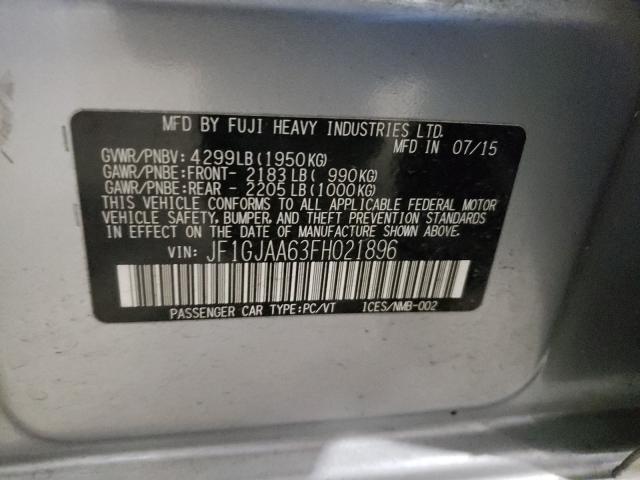 MFD BY FUJI HEAVY INDUSTRIES LTD.
MFD IN 07/15
GVWR/PNBV: 4299LB(1950KG)
GAWR/PNBE:FRONT- 2183LB( 990KG)
GAWR/PNBE:REAR - 2205LB(1000KG)
THIS VEHICLE CONFORMS TO ALL APPLICABLE FEDERAL MOTOR
VEHICLE SAFETY, BUMPER, AND THEFT PREVENTION STANDARDS
IN EFFECT ON THE DATE OF MANUFACTURE SHOWN ABOVE.
VIN: JF1GJAA63FH021896
PASSENGER CAR TYPE:PC/VT ICES/NMB-002